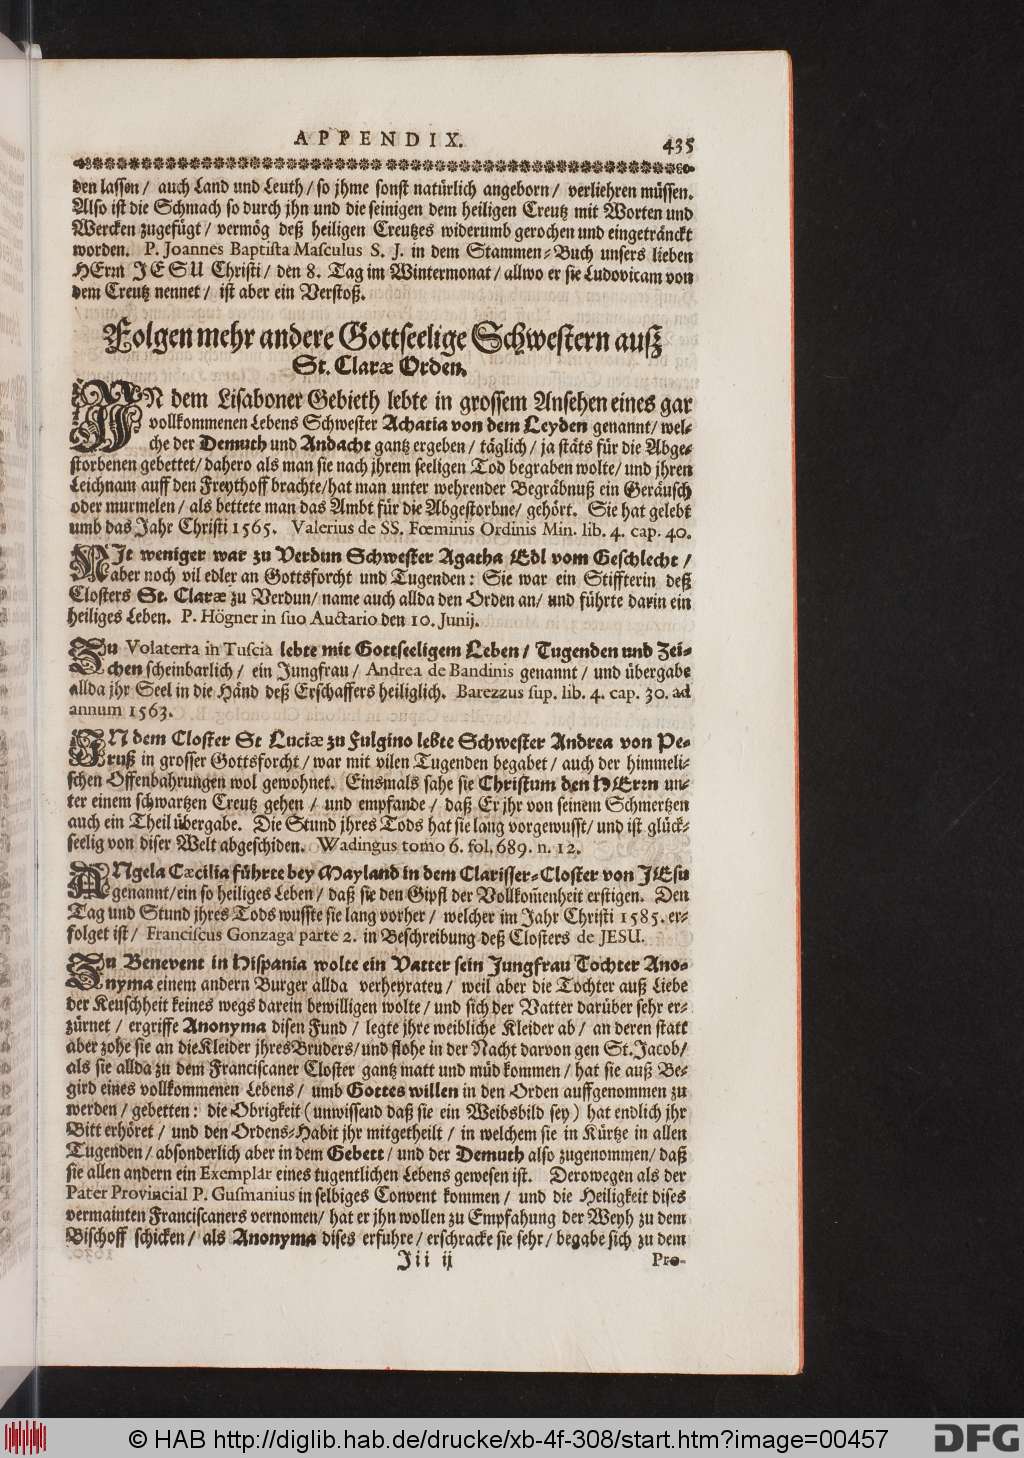 APPENDIX. 435
den lassen / auch Land und Leuth / so jhme sonst natürlich angeborn / verliehren müssen.
Also ist die Schmach so durch jhn und die seinigen dem heiligen Creutz mit Worten und
Wercken zugefügt / vermög deß heiligen Creutzes widerumb gerochen und eingetränckt
worden. P. Joannes Baptista Masculus S. J. in dem Stammen-Buch unsers lieben
HErrn JESU Christi / den 8. Tag im Wintermonat / allwo er sie Ludovicam von
dem Creutz nennet / ist aber ein Verstoß.
Folgen mehr andere Gottseelige Schwestern auß
St. Claræ Orden.
IN dem Lisaboner Gebieth lebte in grossem Ansehen eines gar
vollkommenen Lebens Schwester Achatia von dem Leyden genannt / wel-
che der Demuth und Andacht gantz ergeben / täglich / ja stäts für die Abge-
storbenen gebettet / dahero als man sie nach jhrem seeligen Tod begraben wolte / und jhren
Leichnam auff den Freythoff brachte / hat man unter wehrender Begräbnuß ein Geräusch
oder murmelen / als bettete man das Ambt für die Abgestorbne / gehört. Sie hat gelebt
umb das Jahr Christi 1565. Valerius de SS. Fœminis Ordinis Min. lib. 4. cap. 40.
NIt weniger war zu Verdun Schwester Agatha Edl vom Geschlecht /
aber noch vil edler an Gottsforcht und Tugenden: Sie war ein Stiffterin deß
Closters St. Claræ zu Verdun / name auch allda den Orden an / und führte darin ein
heiliges Leben. P. Högner in suo Auctario den 10. Junij.
Zu Volaterra in Tuscia lebte mit Gottseeligem Leben / Tugenden und Zei-
chen scheinbarlich / ein Jungfrau / Andrea de Bandinis genannt / und übergabe
allda jhr Seel in die Händ deß Erschaffers heiliglich. Barezzus sup. lib. 4. cap. 30. ad
annum 1563.
IN dem Closter St Luciæ zu Fulgino lebte Schwester Andrea von Pe-
ruß in grosser Gottsforcht / war mit vilen Tugenden begabet / auch der himmeli-
schen Offenbahrungen wol gewohnet. Einsmals sahe sie Christum den HErrn un-
ter einem schwartzen Creutz gehen / und empfande / daß Er jhr von seinem Schmertzen
auch ein Theil übergabe. Die Stund jhres Tods hat sie lang vorgewusst / und ist glück-
seelig von diser Welt abgeschiden. Wadingus tomo 6. fol. 689. n. 12.
ANgela Cæcilia führte bey Mayland in dem Clarisser-Closter von JEsu
genannt / ein so heiliges Leben / daß sie den Gipfl der Vollkom̃enheit erstigen. Den
Tag und Stund jhres Tods wusste sie lang vorher / welcher im Jahr Christi 1585. er-
folget ist / Franciscus Gonzaga parte 2. in Beschreibung deß Closters de JESU.
Zu Benevent in Hispania wolte ein Vatter sein Jungfrau Tochter Ano-
nyma einem andern Burger allda verheyraten / weil aber die Tochter auß Liebe
der Keuschheit keines wegs darein bewilligen wolte / und sich der Vatter darüber sehr er-
zürnet / ergriffe Anonyma disen Fund / legte jhre weibliche Kleider ab / an deren statt
aber zohe sie an die Kleider jhres Bruders / und flohe in der Nacht darvon gen St. Jacob /
als sie allda zu dem Franciscaner Closter gantz matt und müd kommen / hat sie auß Be-
gird eines vollkommenen Lebens / umb Gottes willen in den Orden auffgenommen zu
werden / gebetten: die Obrigkeit (unwissend daß sie ein Weibsbild sey) hat endlich jhr
Bitt erhöret / und den Ordens-Habit jhr mitgetheilt / in welchem sie in Kürtze in allen
Tugenden / absonderlich aber in dem Gebett / und der Demuth also zugenommen / daß
sie allen andern ein Exemplar eines tugentlichen Lebens gewesen ist. Derowegen als der
Pater Provincial P. Gusmanius in selbiges Convent kommen / und die Heiligkeit dises
vermainten Franciscaners vernomen / hat er jhn wollen zu Empfahung der Weyh zu dem
Bischoff schicken / als Anonyma dises erfuhre / erschracke sie sehr / begabe sich zu dem
Jii ij Pro-
© HAB http://diglib.hab.de/drucke/xb-4f-308/start.htm?image=00457 DFG